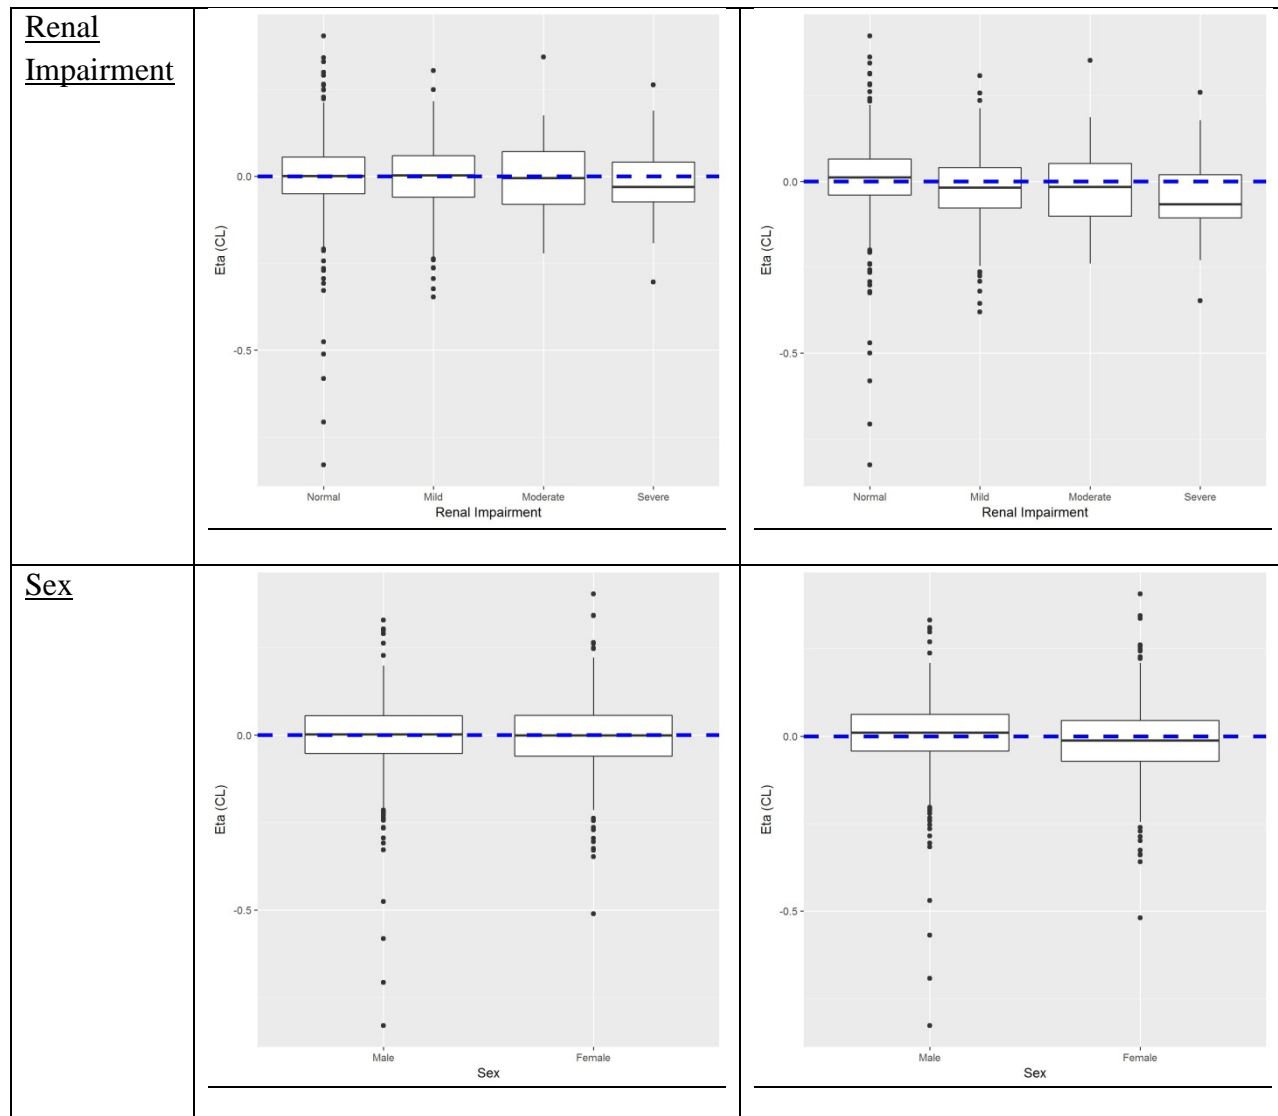 Renal
Impairment
0.0
-0.5
Eta (CL)
Normal Mild Moderate Severe
Renal Impairment
0.0
-0.5
Eta (CL)
Normal Mild Moderate Severe
Renal Impairment
Sex
0.0
-0.5
Eta (CL)
Male Female
Sex
0.0
-0.5
Eta (CL)
Male Female
Sex